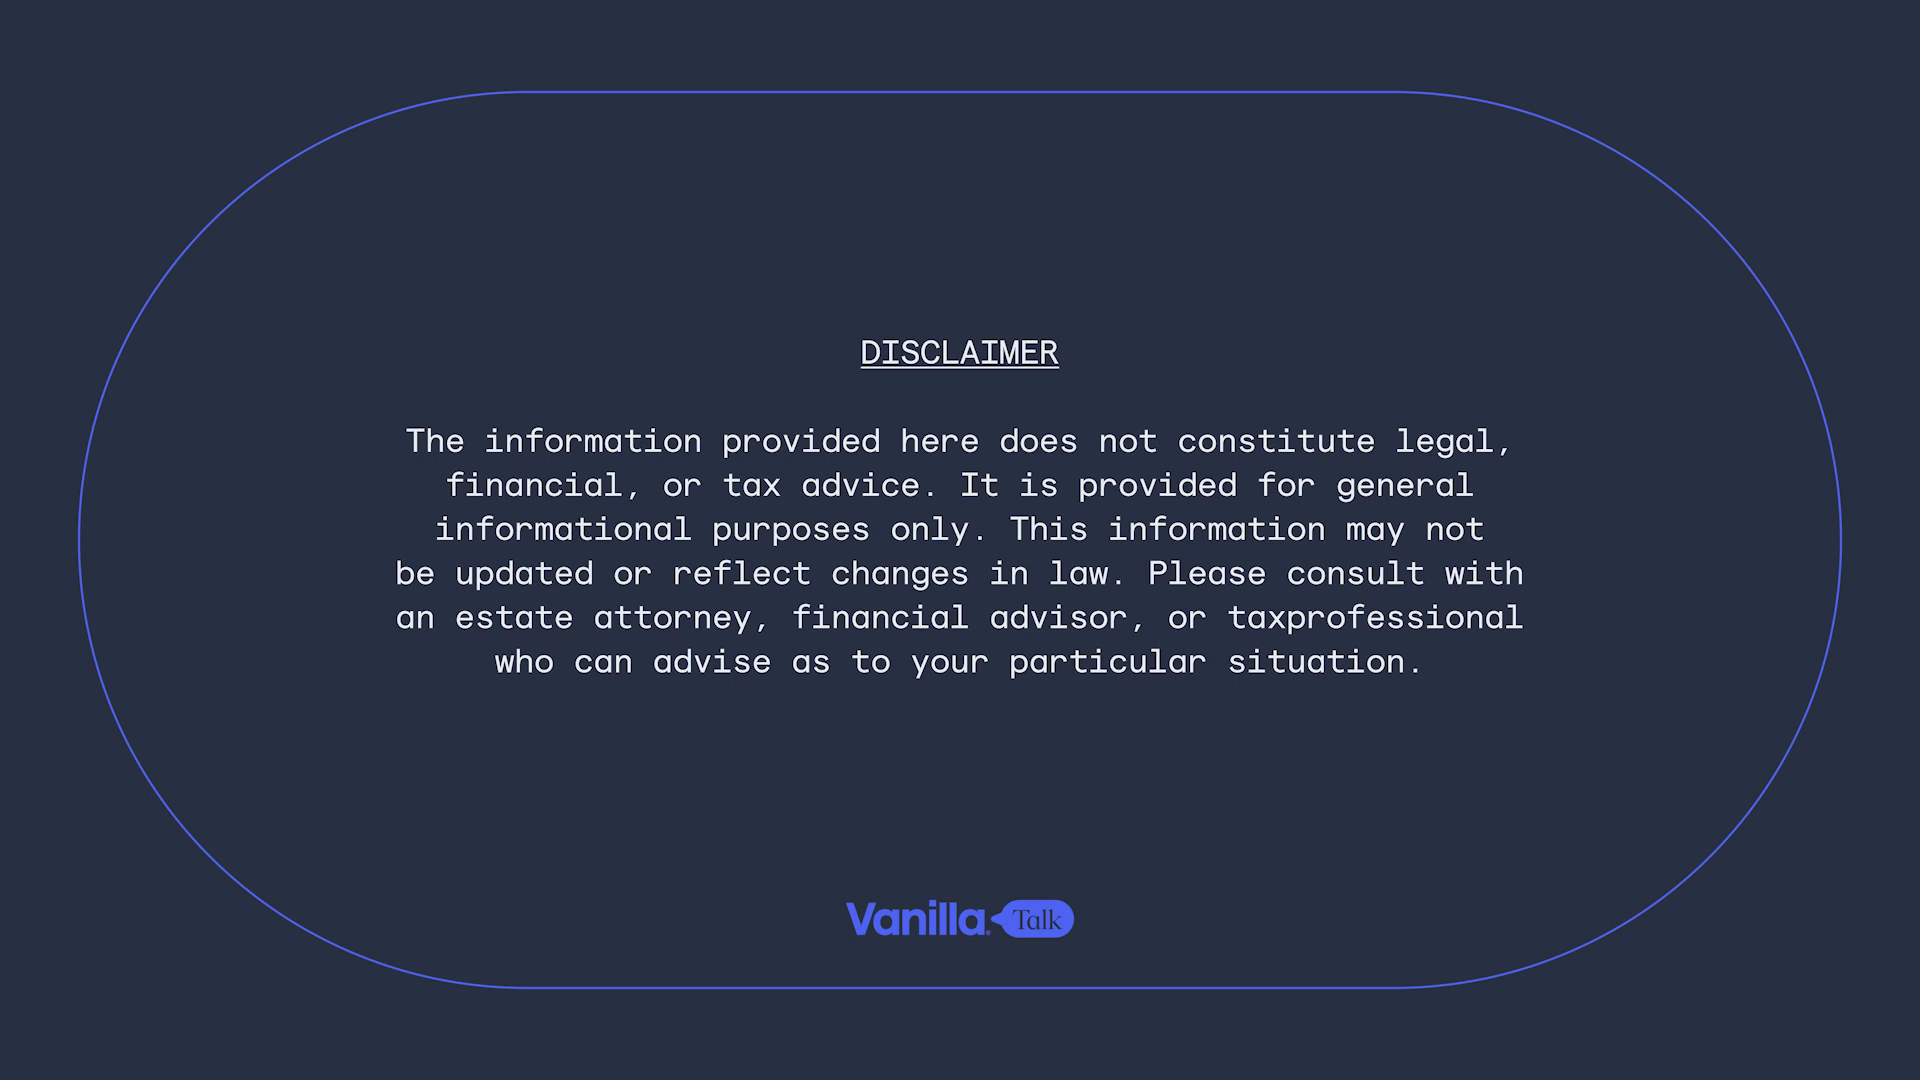 DISCLAIMER
The information provided here does not constitute legal,
financial, or tax advice. It is provided for general
informational purposes only. This information may not
be updated or reflect changes in law. Please consult with
an estate attorney, financial advisor, or taxprofessional
who can advise as to your particular situation.
Vanilla. Talk